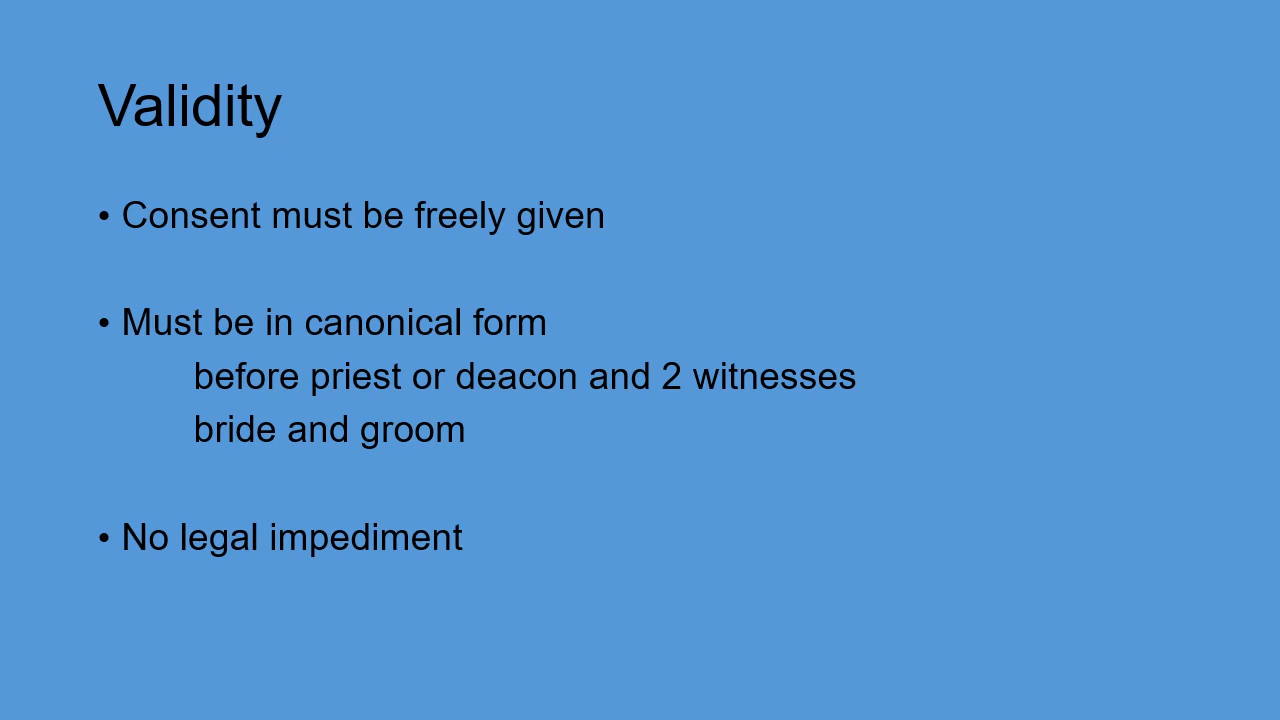 Validity
• Consent must be freely given
• Must be in canonical form
before priest or deacon and 2 witnesses
bride and groom
• No legal impediment